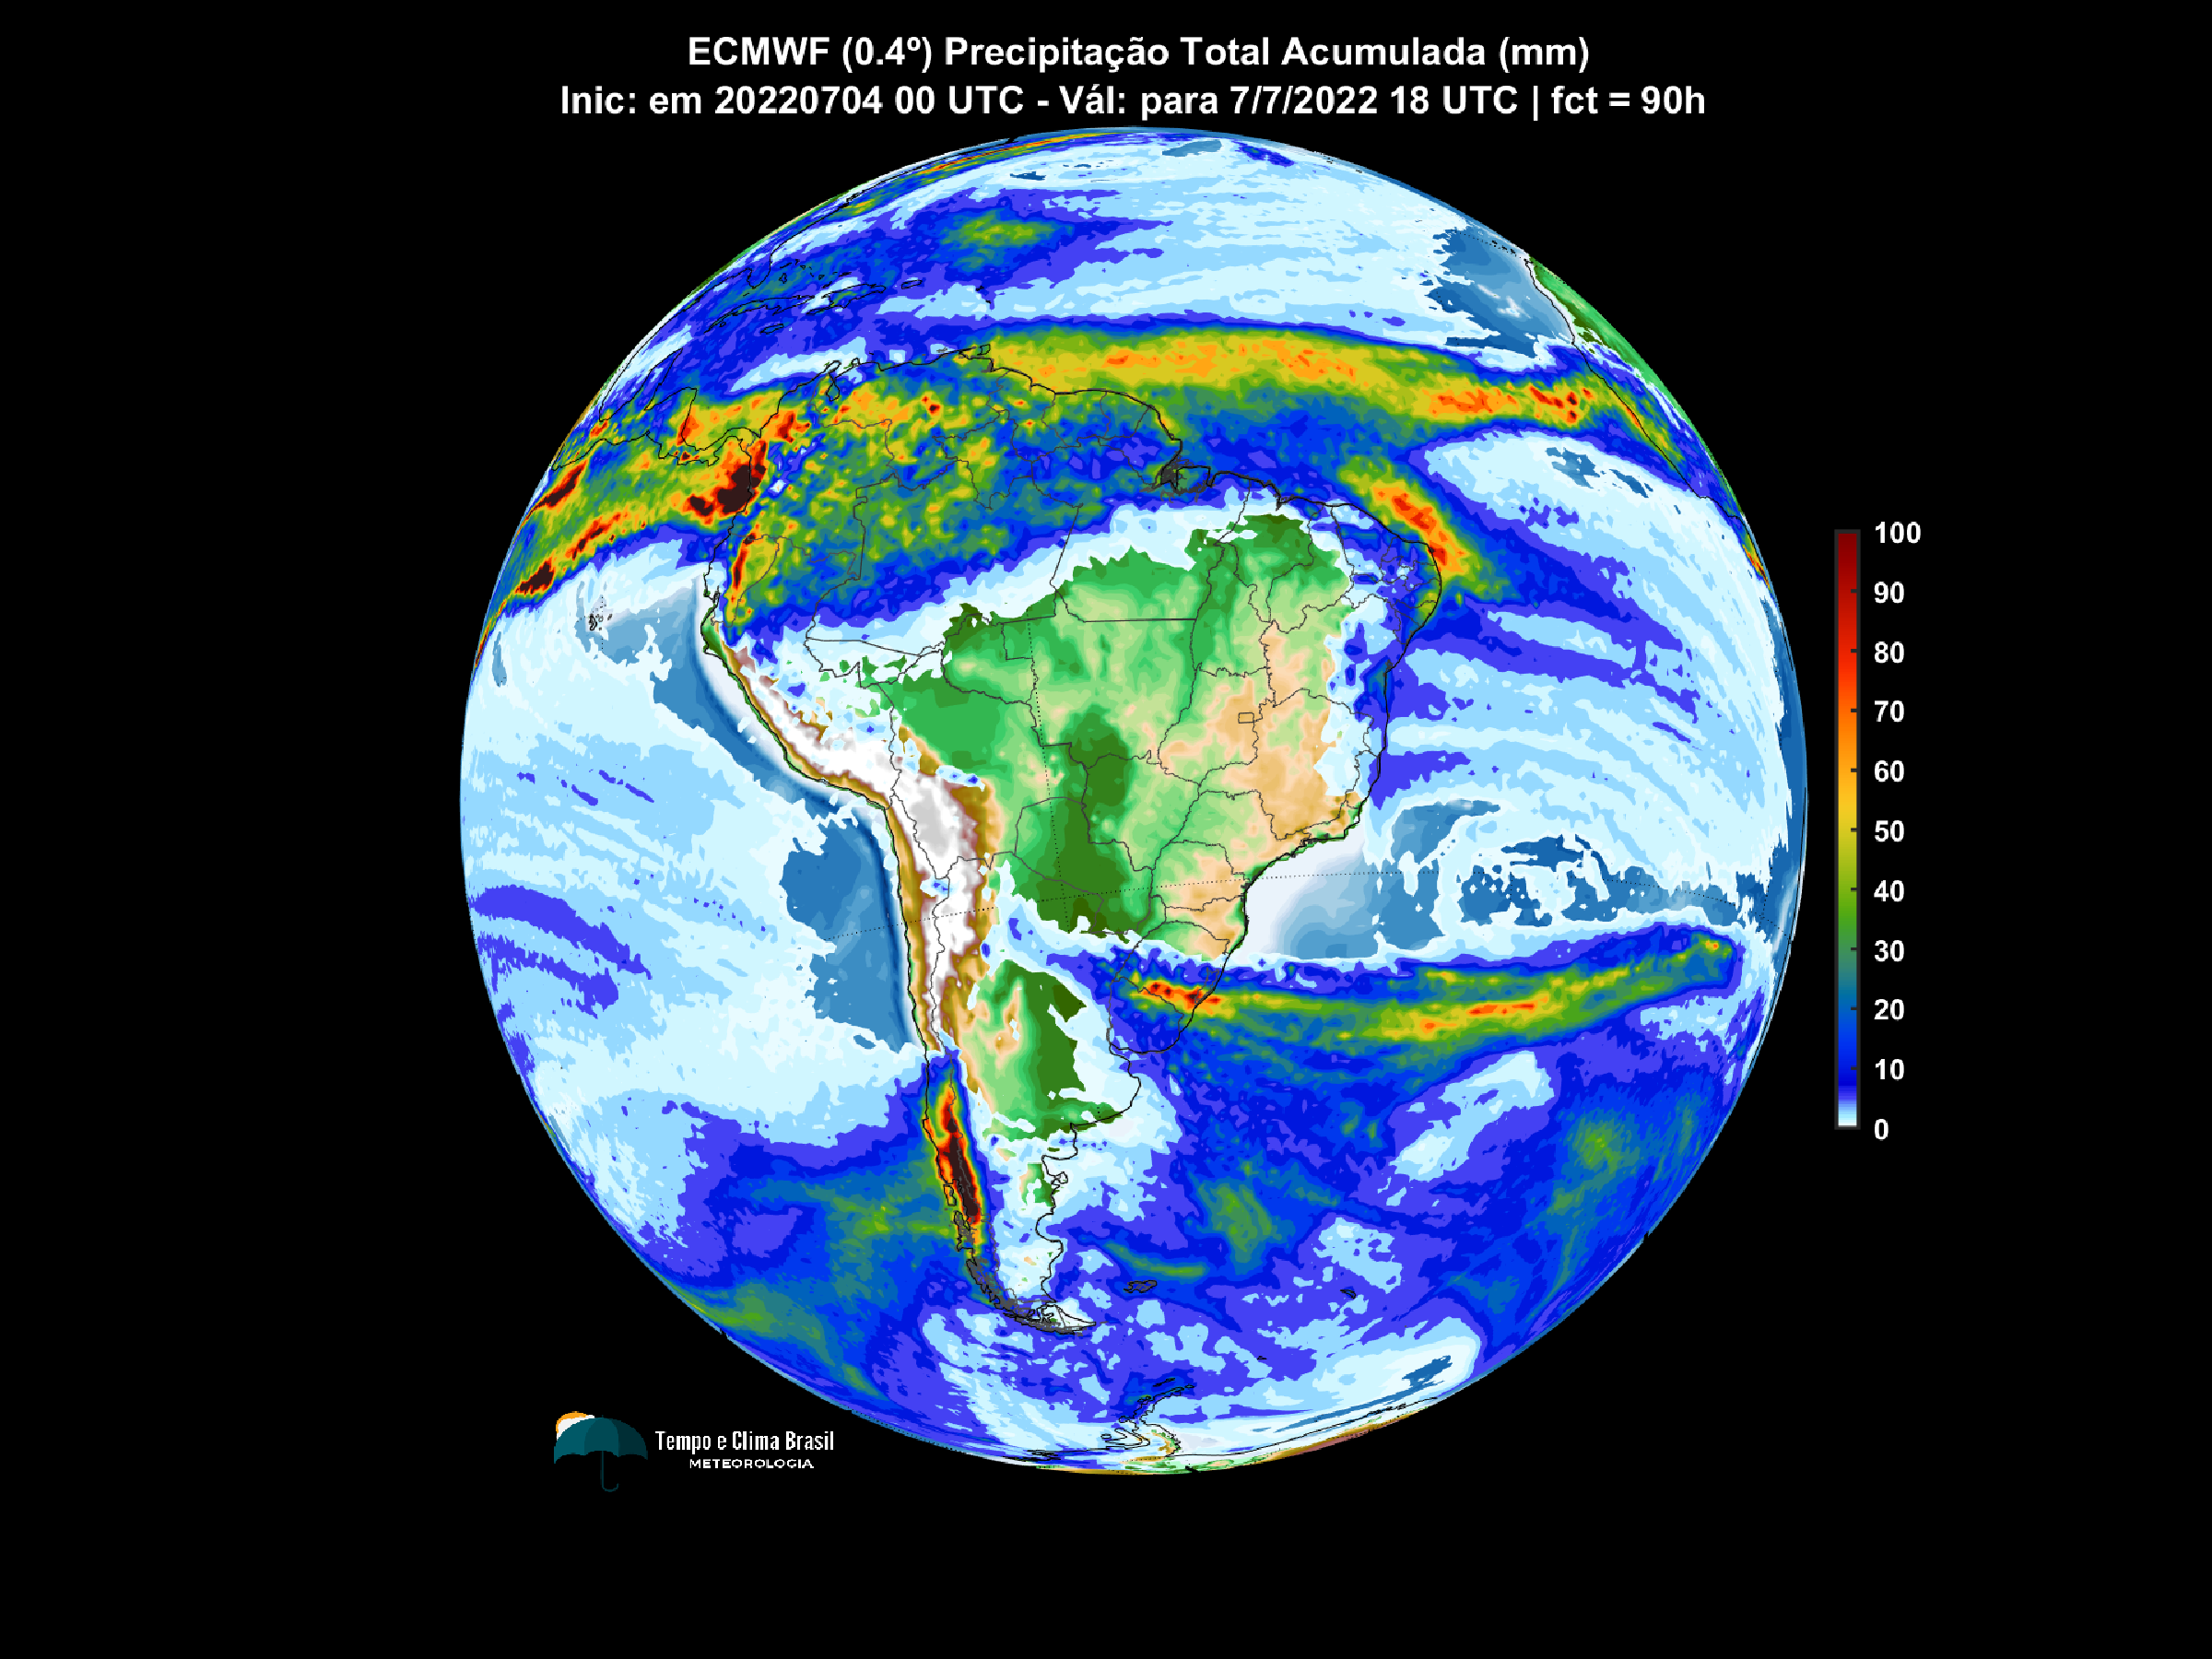 ECMWF (0.4º) Precipitação Total Acumulada (mm)
Inic: em 20220704 00 UTC - Vál: para 7/7/2022 18 UTC | fct = 90h
100
90
80
70
60
50
40
30
20
10
0
Tempo e Clima Brasil
METEOROLOGIA